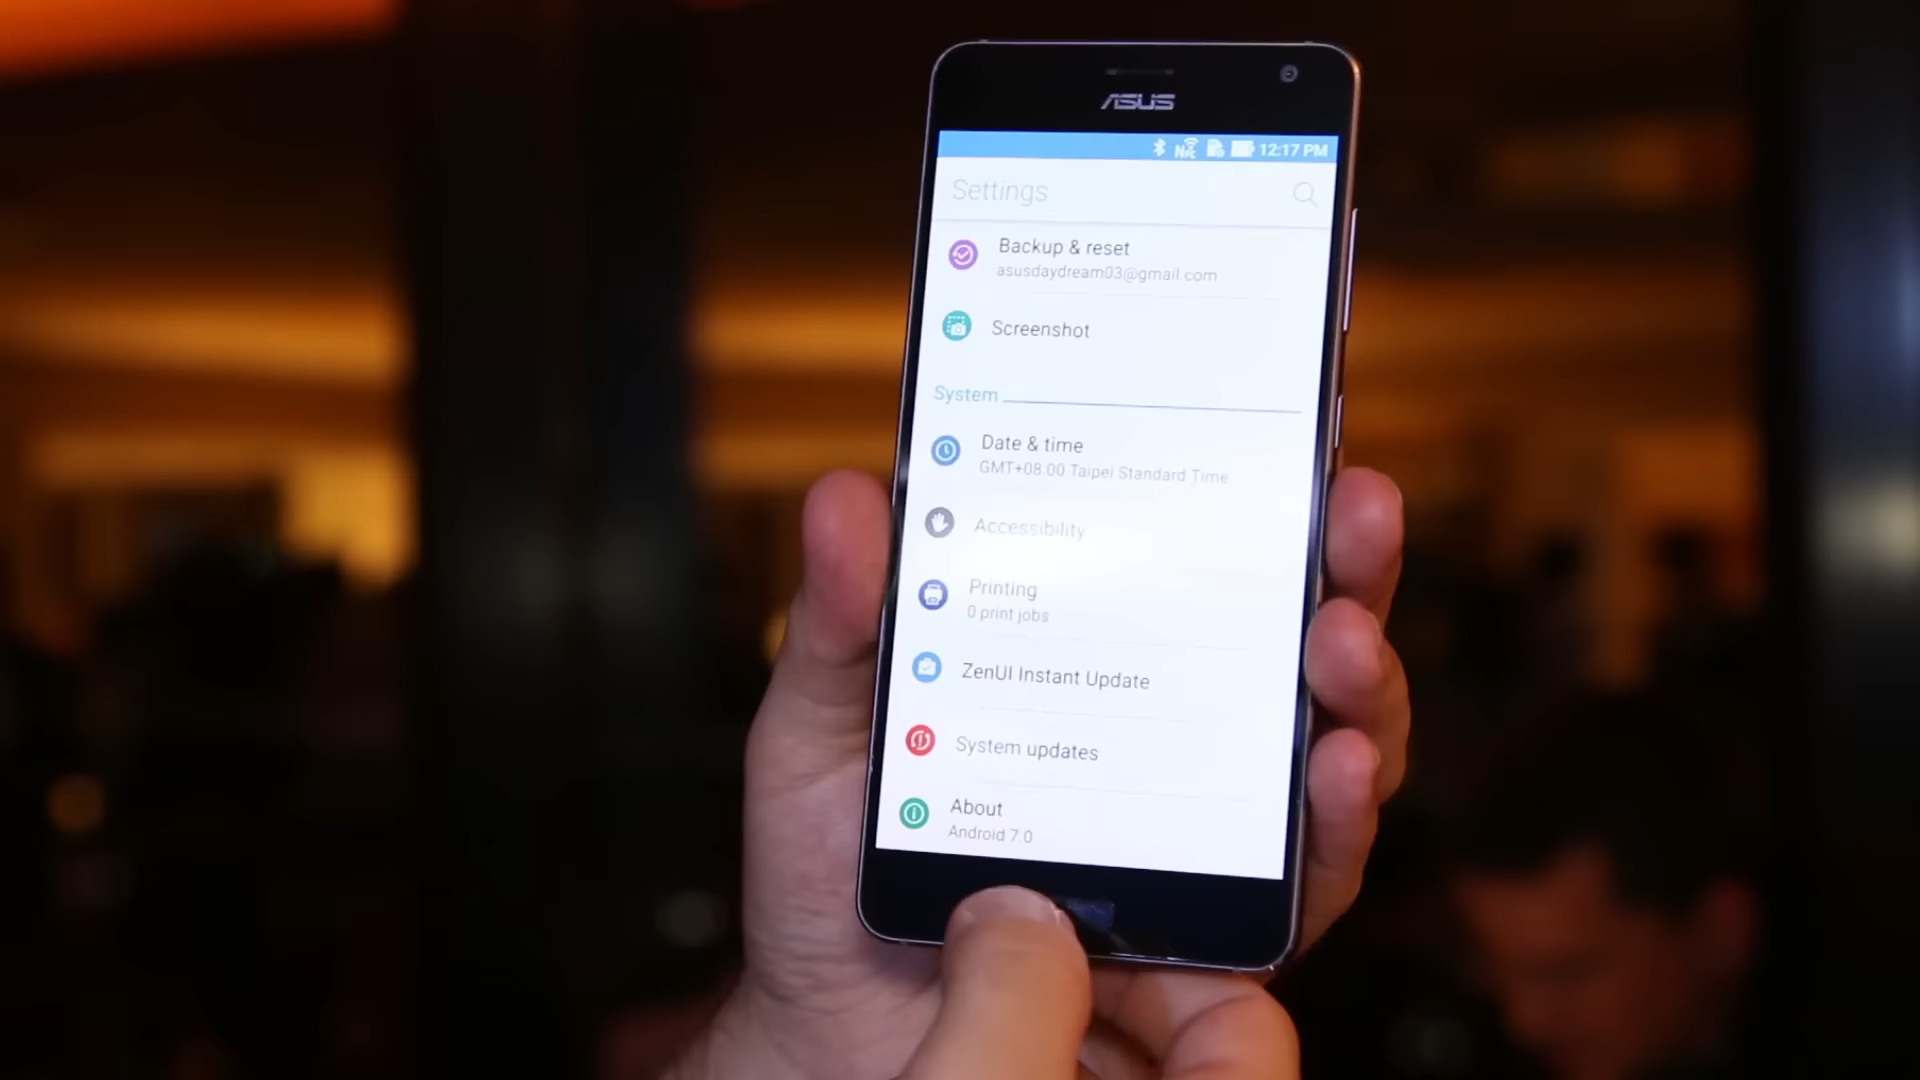 ASUS
NFC 12:17 PM
Settings
Backup & reset
asusdaydream03@gmail.com
Screenshot
System
Date & time
GMT+08:00 Taipei Standard Time
Accessibility
Printing
0 print jobs
ZenUI Instant Update
System updates
About
Android 7.0